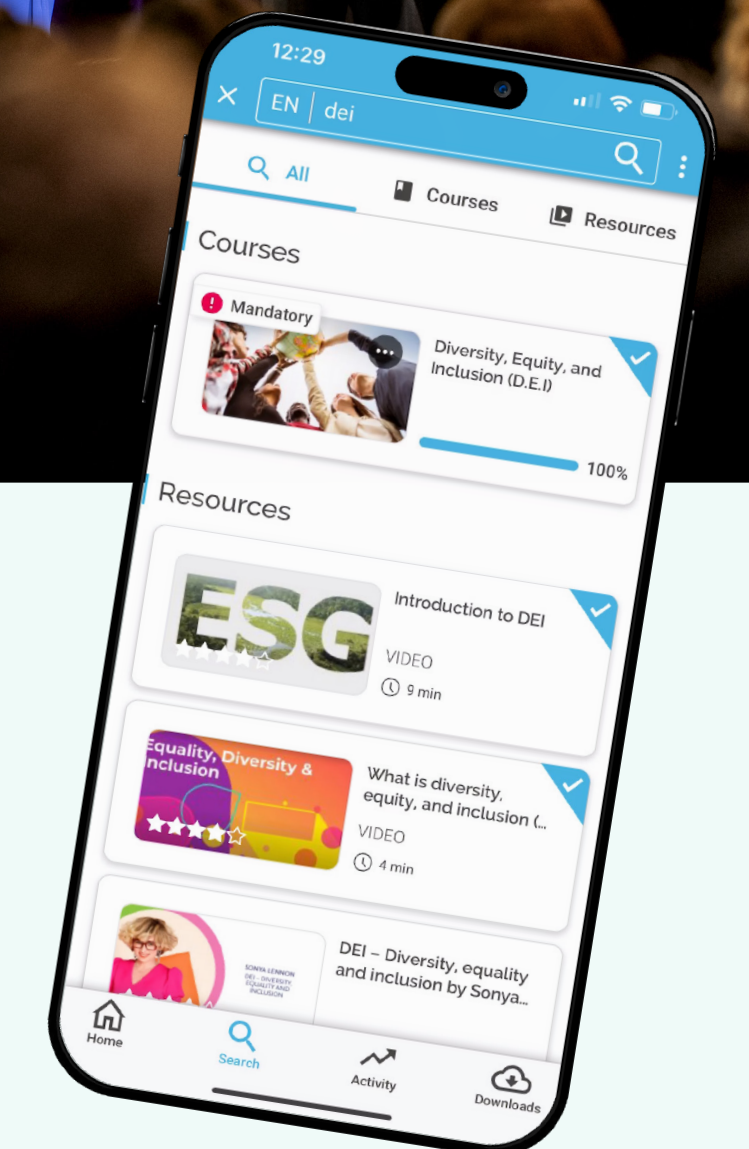 12:29
EN
dei
All
Courses
Resources
Courses
Mandatory
Diversity, Equity, and
Inclusion (D.E.I)
100%
Resources
ESG
Introduction to DEI
VIDEO
9 min
Equality, Diversity &
nclusion
What is diversity,
equity, and inclusion (...
VIDEO
4 min
SONYA LENNON
DEI - DIVERSITY,
EQUALITY AND
INCLUSION
DEI – Diversity, equality
and inclusion by Sonya...
Home
Search
Activity
Downloads